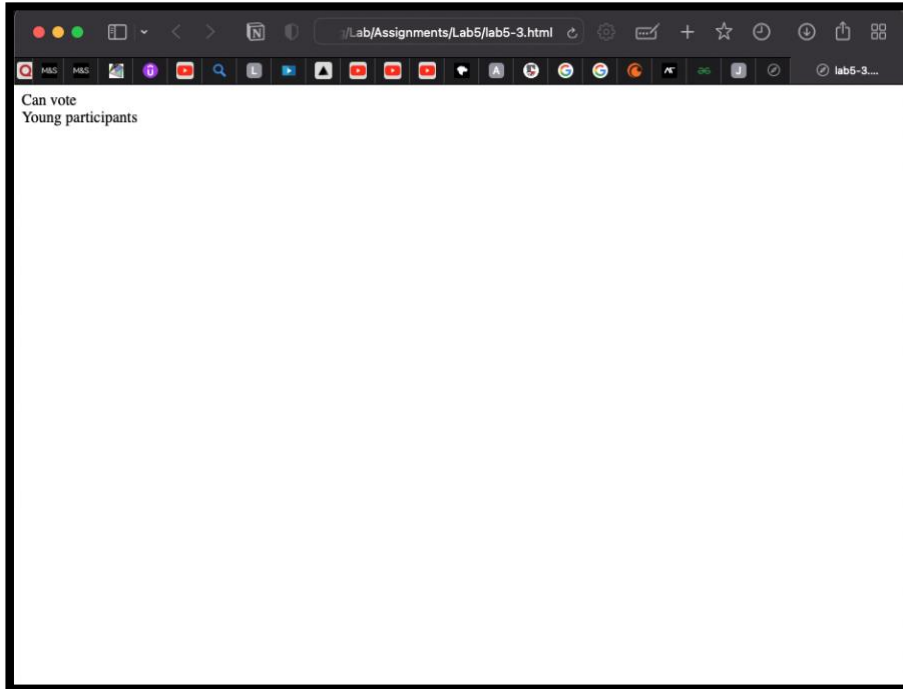 /Lab/Assignments/Lab5/lab5-3.html
M&S
M&S
lab5-3....
Can vote
Young participants